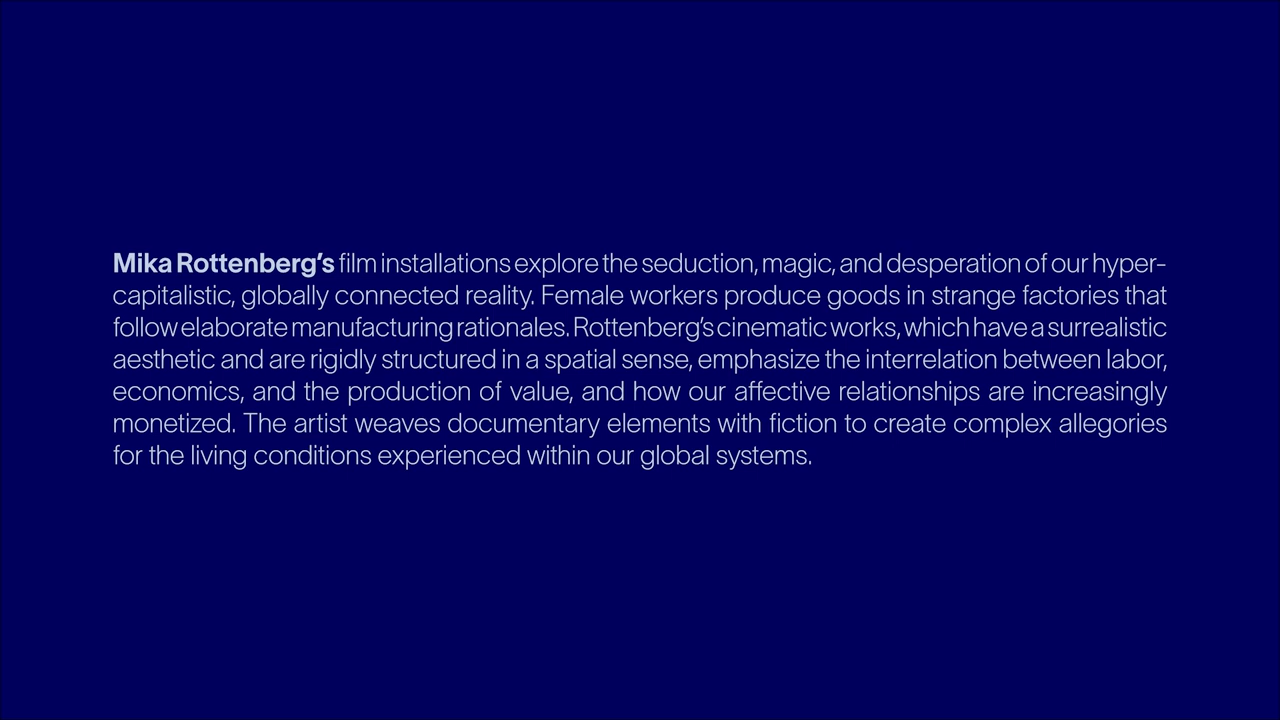 Mika Rottenberg’s film installations explore the seduction, magic, and desperation of our hyper-
capitalistic, globally connected reality. Female workers produce goods in strange factories that
follow elaborate manufacturing rationales. Rottenberg’s cinematic works, which have a surrealistic
aesthetic and are rigidly structured in a spatial sense, emphasize the interrelation between labor,
economics, and the production of value, and how our affective relationships are increasingly
monetized. The artist weaves documentary elements with fiction to create complex allegories
for the living conditions experienced within our global systems.